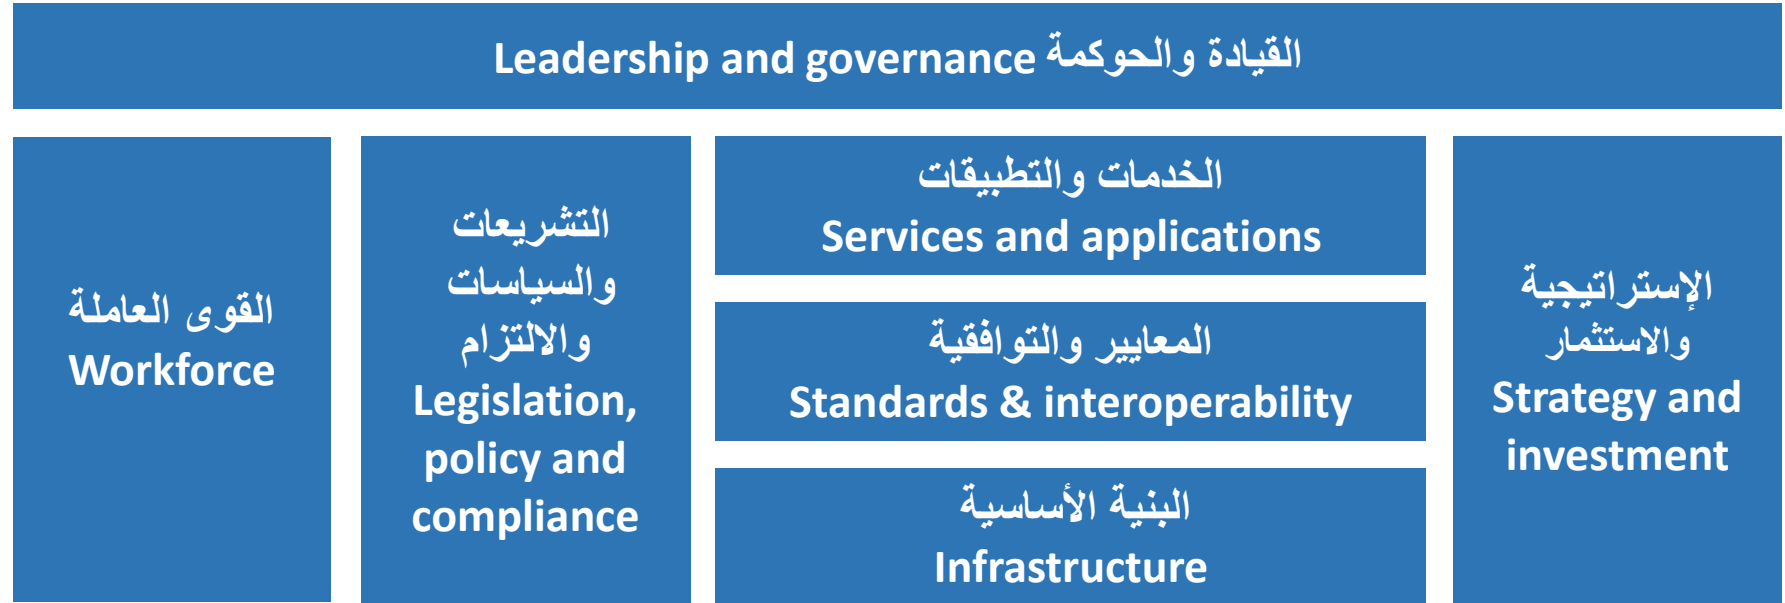 القيادة والحوكمة Leadership and governance
القوى العاملة
Workforce
التشريعات
والسياسات
والالتزام
Legislation,
policy and
compliance
الخدمات والتطبيقات
Services and applications
المعايير والتوافقية
Standards & interoperability
البنية الأساسية
Infrastructure
الإستراتيجية
والاستثمار
Strategy and
investment